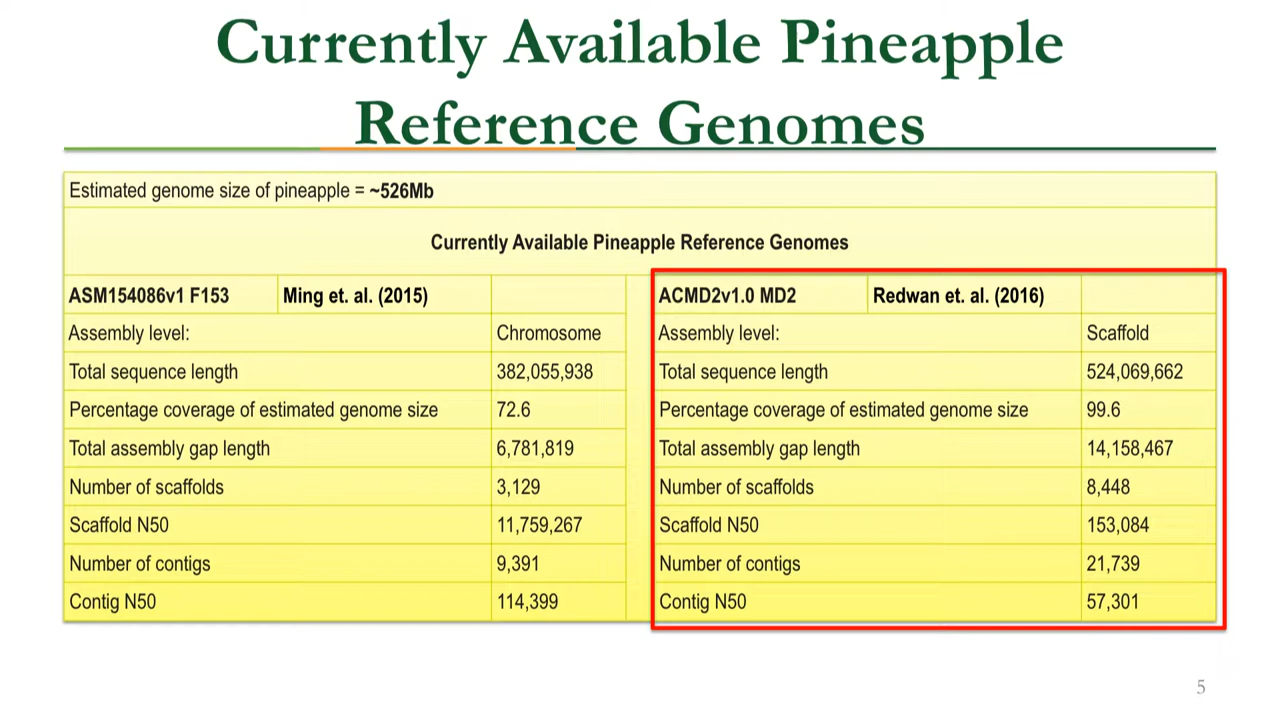 Currently Available Pineapple
Reference Genomes
Estimated genome size of pineapple = ~526Mb
Currently Available Pineapple Reference Genomes
ASM154086v1 F153 Ming et. al. (2015)
Assembly level: Chromosome
Total sequence length 382,055,938
Percentage coverage of estimated genome size 72.6
Total assembly gap length 6,781,819
Number of scaffolds 3,129
Scaffold N50 11,759,267
Number of contigs 9,391
Contig N50 114,399
ACMD2v1.0 MD2 Redwan et. al. (2016)
Assembly level: Scaffold
Total sequence length 524,069,662
Percentage coverage of estimated genome size 99.6
Total assembly gap length 14,158,467
Number of scaffolds 8,448
Scaffold N50 153,084
Number of contigs 21,739
Contig N50 57,301
5